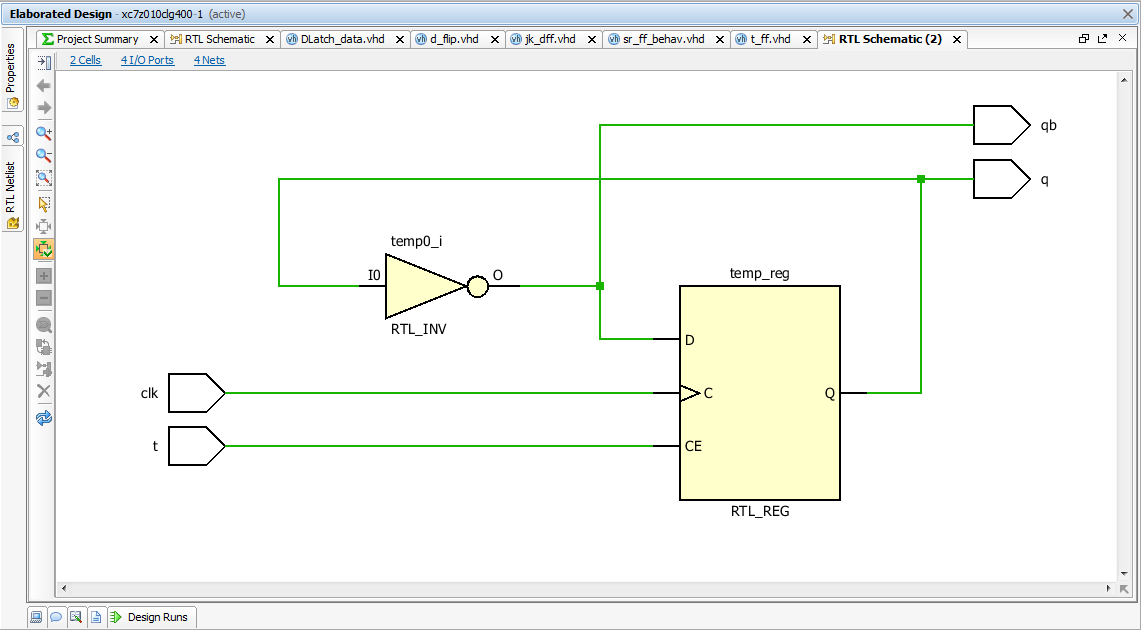 Elaborated Design - xc7z010clg400-1 (active)
Properties
RTL Netlist
Project Summary RTL Schematic DLatch_data.vhd d_flip.vhd jk_dff.vhd sr_ff_behav.vhd t_ff.vhd RTL Schematic (2)
2 Cells 4 I/O Ports 4 Nets
qb
q
temp0_i
I0 O
RTL_INV
temp_reg
D
clk C Q
t CE
RTL_REG
Design Runs